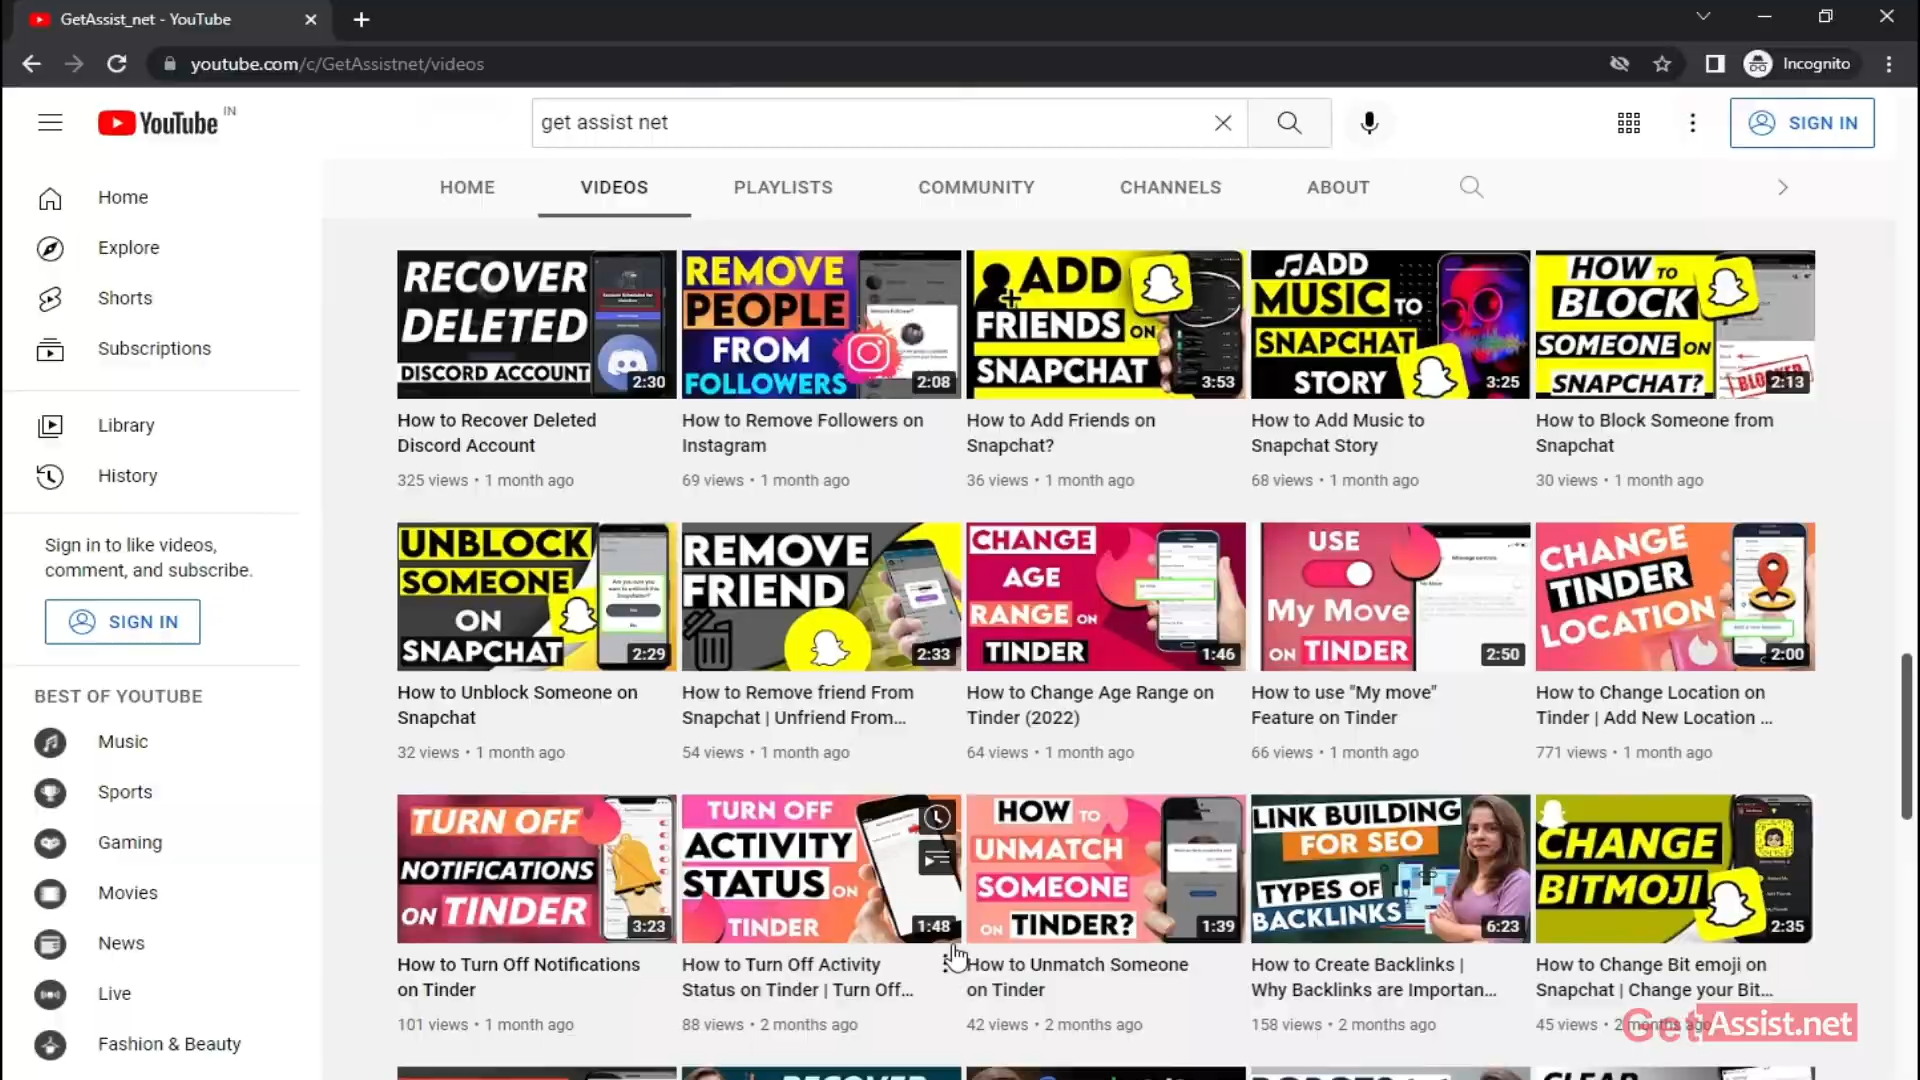 GetAssist_net - YouTube
youtube.com/c/GetAssistnet/videos
Incognito
YouTube IN
get assist net
SIGN IN
Home
Explore
Shorts
Subscriptions
Library
History
Sign in to like videos,
comment, and subscribe.
SIGN IN
BEST OF YOUTUBE
Music
Sports
Gaming
Movies
News
Live
Fashion & Beauty
HOME VIDEOS PLAYLISTS COMMUNITY CHANNELS ABOUT
RECOVER
DELETED
DISCORD ACCOUNT
2:30
How to Recover Deleted
Discord Account
325 views • 1 month ago
REMOVE
PEOPLE
FROM
FOLLOWERS
2:08
How to Remove Followers on
Instagram
69 views • 1 month ago
ADD
FRIENDS ON
SNAPCHAT
3:53
How to Add Friends on
Snapchat?
36 views • 1 month ago
ADD
MUSIC TO
SNAPCHAT
STORY
3:25
How to Add Music to
Snapchat Story
68 views • 1 month ago
HOW TO
BLOCK
SOMEONE ON
SNAPCHAT?
2:13
How to Block Someone from
Snapchat
30 views • 1 month ago
UNBLOCK
SOMEONE
ON
SNAPCHAT
2:29
How to Unblock Someone on
Snapchat
32 views • 1 month ago
REMOVE
FRIEND
2:33
How to Remove friend From
Snapchat | Unfriend From...
54 views • 1 month ago
CHANGE
AGE
RANGE ON
TINDER
1:46
How to Change Age Range on
Tinder (2022)
64 views • 1 month ago
USE
My Move
ON TINDER
2:50
How to use "My move"
Feature on Tinder
66 views • 1 month ago
CHANGE
TINDER
LOCATION
2:00
How to Change Location on
Tinder | Add New Location ...
771 views • 1 month ago
TURN OFF
NOTIFICATIONS
ON TINDER
3:23
How to Turn Off Notifications
on Tinder
101 views • 1 month ago
TURN OFF
ACTIVITY
STATUS ON
TINDER
1:48
How to Turn Off Activity
Status on Tinder | Turn Off...
88 views • 2 months ago
HOW TO
UNMATCH
SOMEONE
ON TINDER?
1:39
How to Unmatch Someone
on Tinder
42 views • 2 months ago
LINK BUILDING
FOR SEO
TYPES OF
BACKLINKS
6:23
How to Create Backlinks |
Why Backlinks are Importan...
158 views • 2 months ago
CHANGE
BITMOJI
2:35
How to Change Bit emoji on
Snapchat | Change your Bit...
45 views • 2 months ago
GetAssist.net